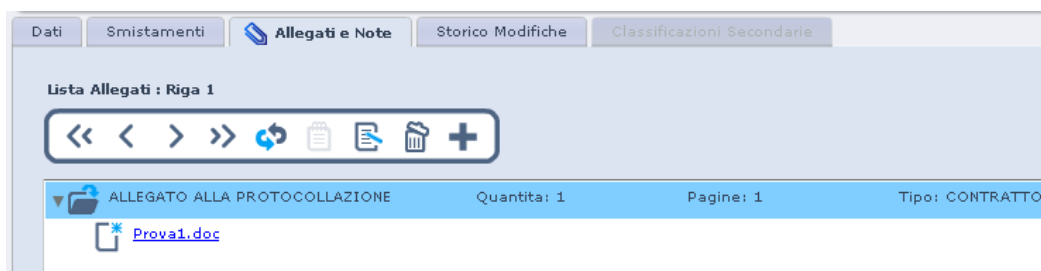 Dati Smistamenti Allegati e Note Storico Modifiche Classificazioni Secondarie
Lista Allegati : Riga 1
ALLEGATO ALLA PROTOCOLLAZIONE Quantita: 1 Pagine: 1 Tipo: CONTRATTO
Prova1.doc